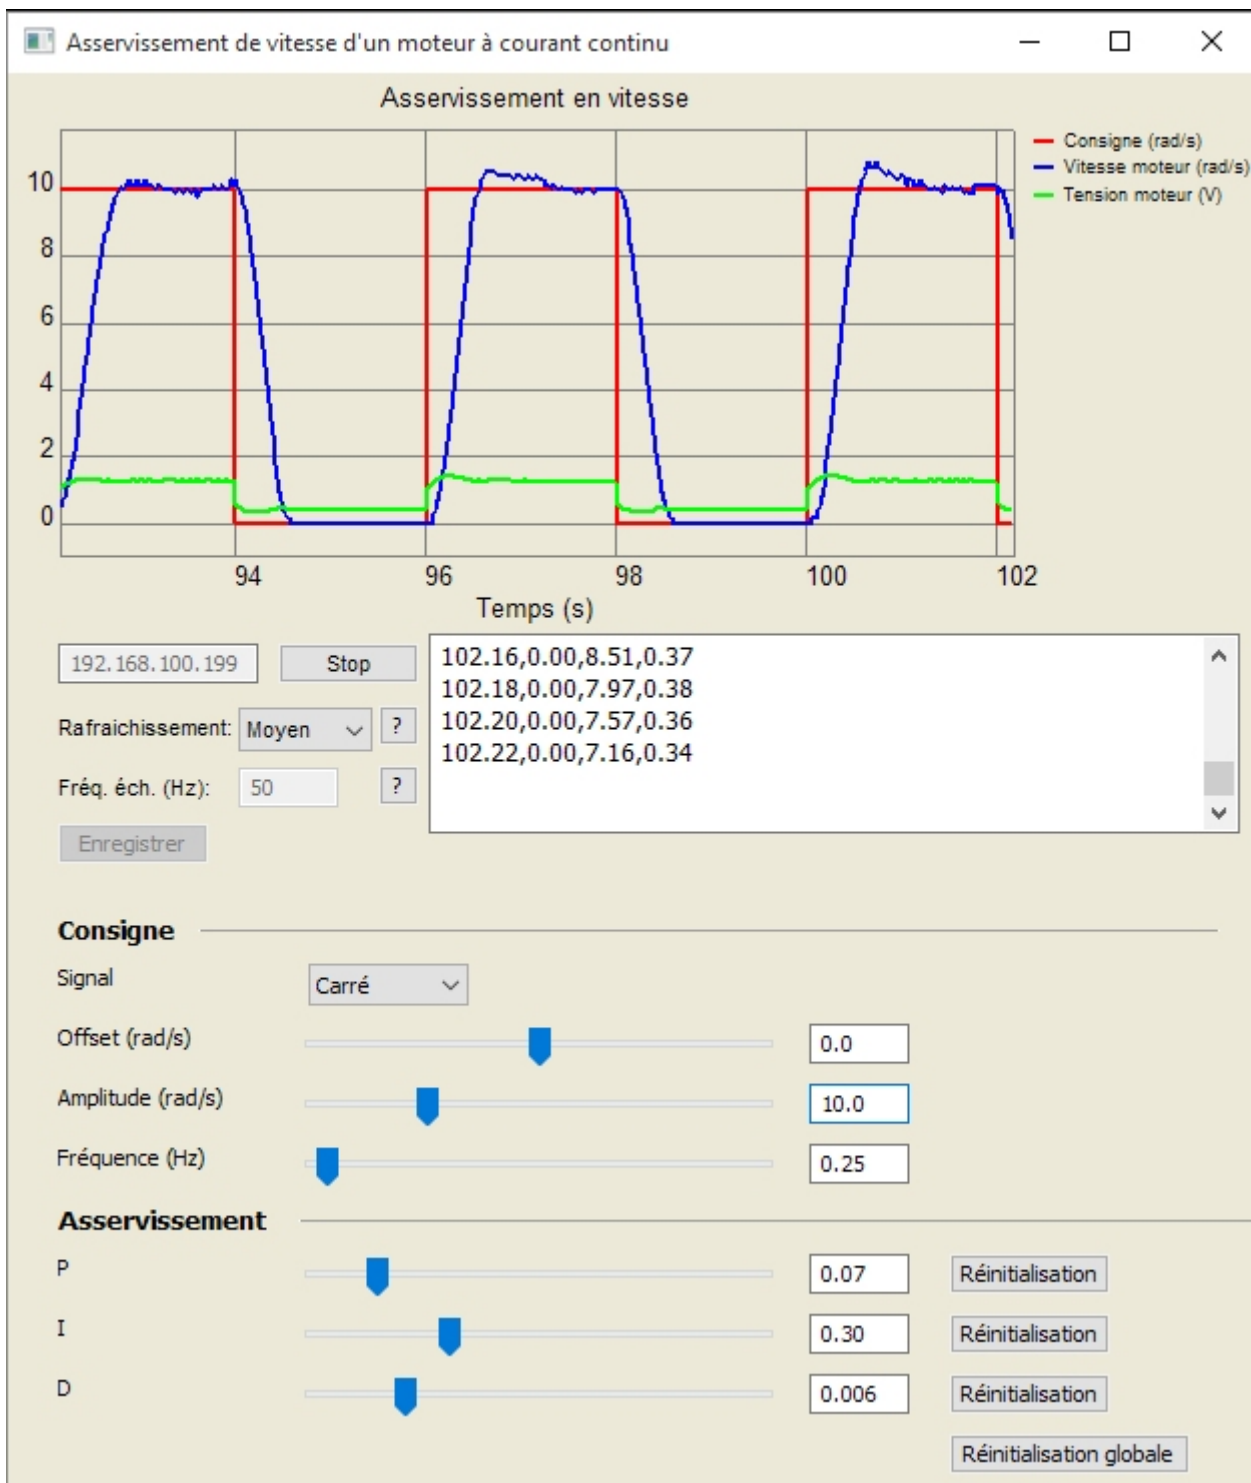 Asservissement de vitesse d'un moteur à courant continu
Asservissement en vitesse
Consigne (rad/s)
Vitesse moteur (rad/s)
Tension moteur (V)
10
8
6
4
2
0
94 96 98 100 102
Temps (s)
192.168.100.199 Stop
102.16,0.00,8.51,0.37
102.18,0.00,7.97,0.38
102.20,0.00,7.57,0.36
102.22,0.00,7.16,0.34
Rafraichissement: Moyen ?
Fréq. éch. (Hz): 50 ?
Enregistrer
Consigne
Signal Carré
Offset (rad/s) 0.0
Amplitude (rad/s) 10.0
Fréquence (Hz) 0.25
Asservissement
P 0.07 Réinitialisation
I 0.30 Réinitialisation
D 0.006 Réinitialisation
Réinitialisation globale